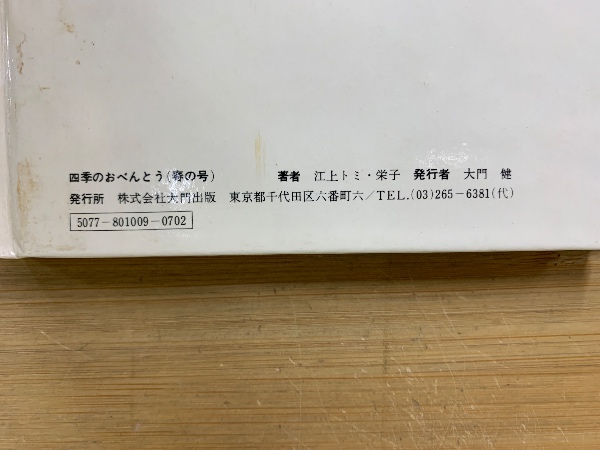 四季のおべんとう(春の号) 著者 江上トミ・栄子 発行者 大門 健
発行所 株式会社大門出版 東京都千代田区六番町六/TEL.(03)265-6381(代)
5077-801009-0702